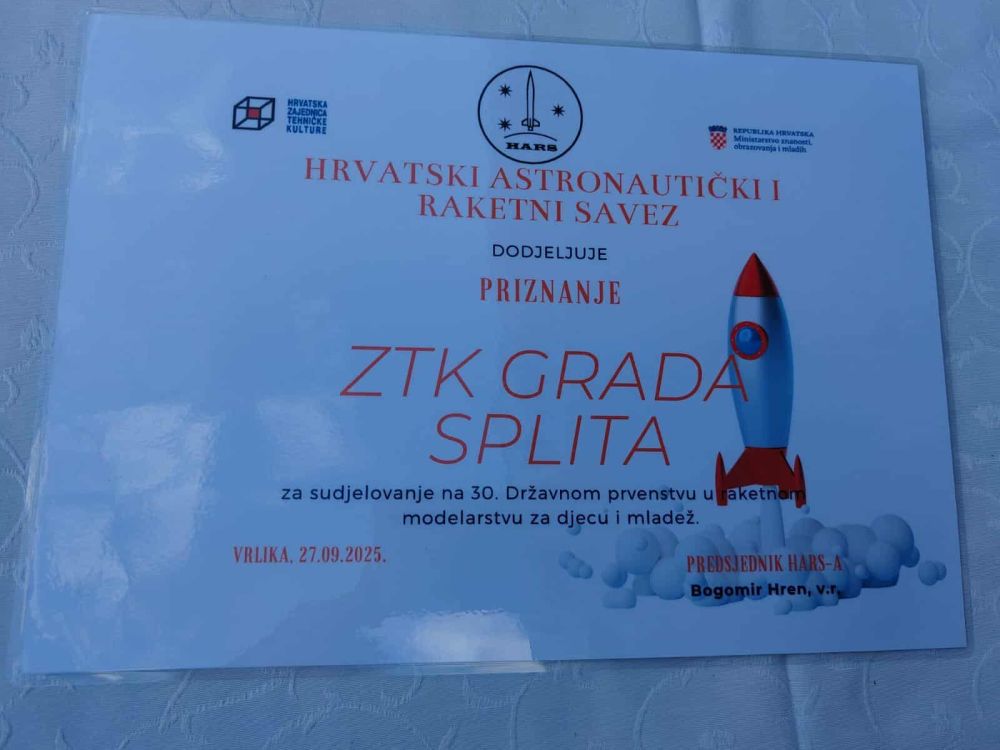 HRVATSKA
ZAJEDNICA
TEHNIČKE
KULTURE
HARS
REPUBLIKA HRVATSKA
Ministarstvo znanosti,
obrazovanja i mladih
HRVATSKI ASTRONAUTIČKI I
RAKETNI SAVEZ
DODJELJUJE
PRIZNANJE
ZTK GRADA
SPLITA
za sudjelovanje na 30. Državnom prvenstvu u raketnom
modelarstvu za djecu i mladež.
VRLIKA, 27.09.2025.
PREDSJEDNIK HARS-A
Bogomir Hren, v.r.